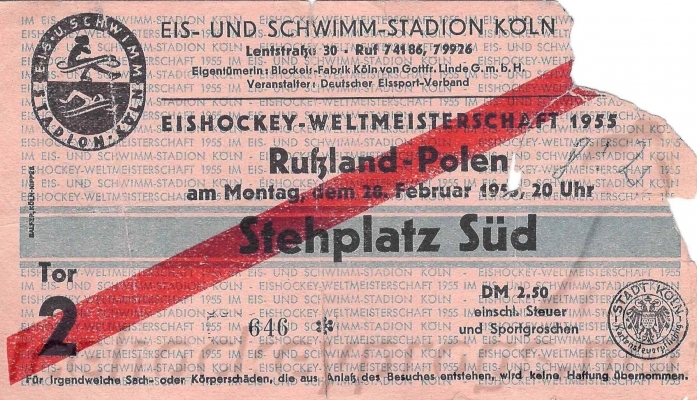 EIS- UND SCHWIMM-STADION KÖLN
Lentstraße 30 - Ruf 74186, 79926
Eigentümerin: Blockeis-Fabrik Köln von Gottfr. Linde G.m.b.H.
Veranstalter: Deutscher Eissport-Verband
EIS- U. SCHWIMM STADION - KÖLN
EISHOCKEY-WELTMEISTERSCHAFT 1955
Rußland-Polen
am Montag, dem 28. Februar 1955, 20 Uhr
Stehplatz Süd
Tor
2
646 ✻
DM 2.50
einschl. Steuer
und Sportgroschen
STADT KÖLN
Für irgendwelche Sach- oder Körperschäden, die aus Anlaß des Besuches entstehen, wird keine Haftung übernommen.